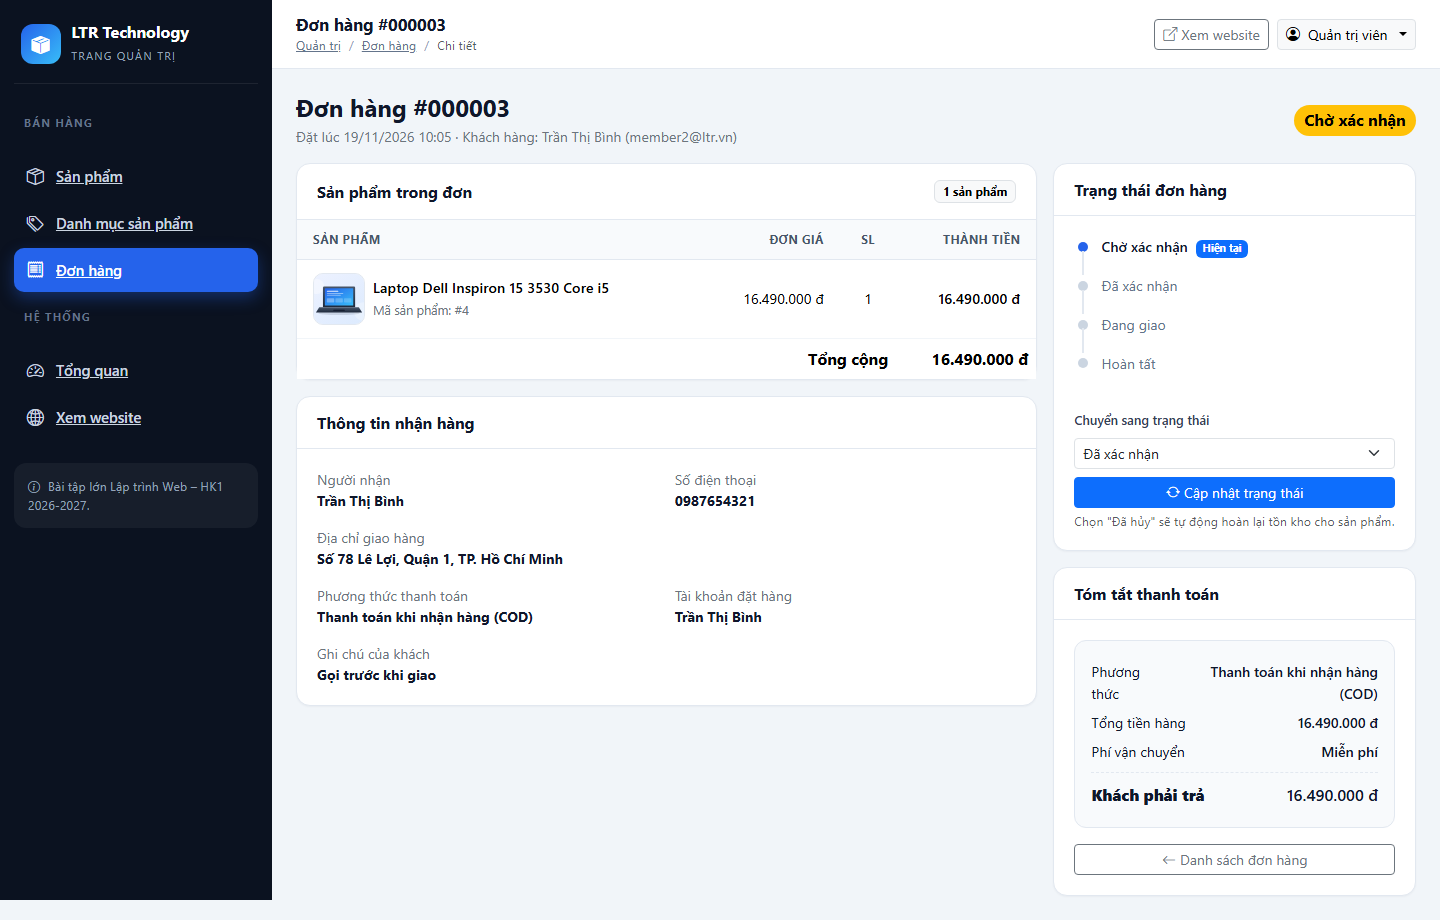 LTR Technology
TRANG QUẢN TRỊ
BÁN HÀNG
Sản phẩm
Danh mục sản phẩm
Đơn hàng
HỆ THỐNG
Tổng quan
Xem website
Bài tập lớn Lập trình Web – HK1
2026-2027.
Đơn hàng #000003
Quản trị / Đơn hàng / Chi tiết
Xem website
Quản trị viên
Đơn hàng #000003
Đặt lúc 19/11/2026 10:05 · Khách hàng: Trần Thị Bình (member2@ltr.vn)
Chờ xác nhận
Sản phẩm trong đơn
1 sản phẩm
SẢN PHẨM ĐƠN GIÁ SL THÀNH TIỀN
Laptop Dell Inspiron 15 3530 Core i5
Mã sản phẩm: #4
16.490.000 đ 1 16.490.000 đ
Tổng cộng 16.490.000 đ
Thông tin nhận hàng
Người nhận
Trần Thị Bình
Số điện thoại
0987654321
Địa chỉ giao hàng
Số 78 Lê Lợi, Quận 1, TP. Hồ Chí Minh
Phương thức thanh toán
Thanh toán khi nhận hàng (COD)
Tài khoản đặt hàng
Trần Thị Bình
Ghi chú của khách
Gọi trước khi giao
Trạng thái đơn hàng
Chờ xác nhận Hiện tại
Đã xác nhận
Đang giao
Hoàn tất
Chuyển sang trạng thái
Đã xác nhận
Cập nhật trạng thái
Chọn "Đã hủy" sẽ tự động hoàn lại tồn kho cho sản phẩm.
Tóm tắt thanh toán
Phương thức
Thanh toán khi nhận hàng (COD)
Tổng tiền hàng 16.490.000 đ
Phí vận chuyển Miễn phí
Khách phải trả 16.490.000 đ
← Danh sách đơn hàng